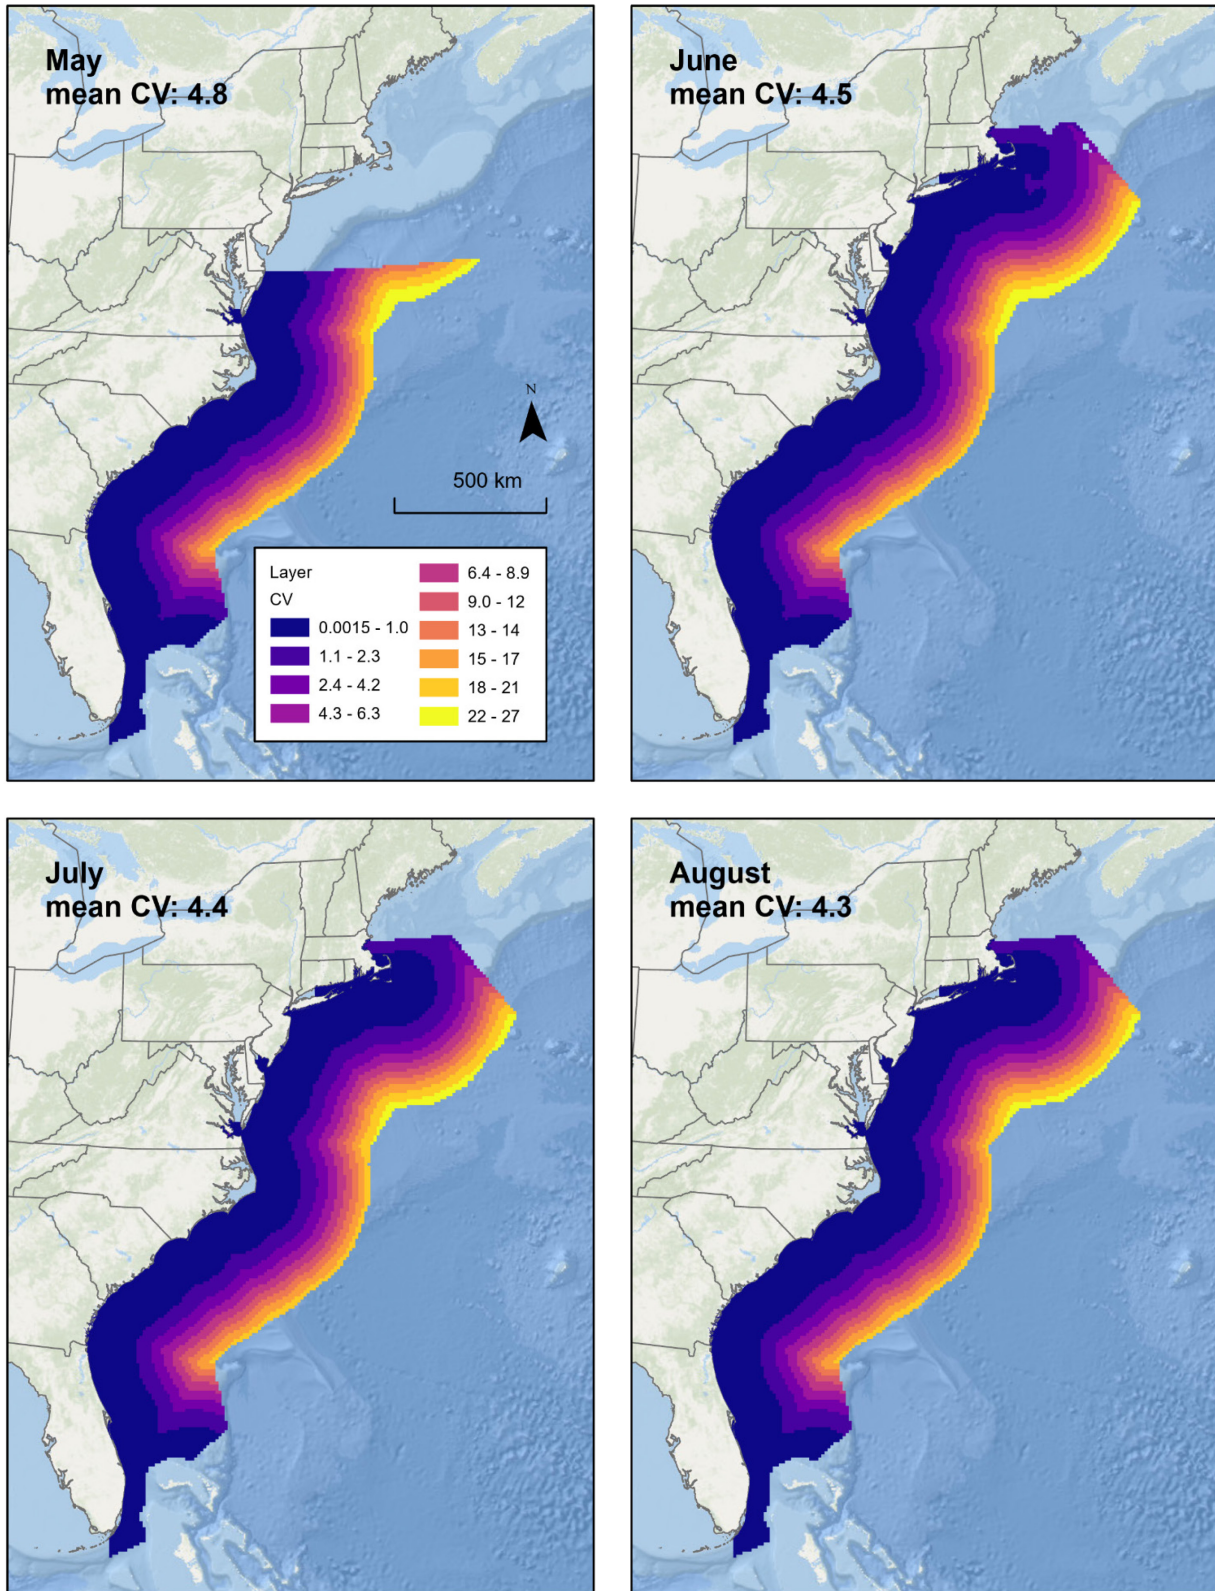 May
mean CV: 4.8
June
mean CV: 4.5
N
500 km
Layer
CV
0.0015 - 1.0
1.1 - 2.3
2.4 - 4.2
4.3 - 6.3
6.4 - 8.9
9.0 - 12
13 - 14
15 - 17
18 - 21
22 - 27
July
mean CV: 4.4
August
mean CV: 4.3